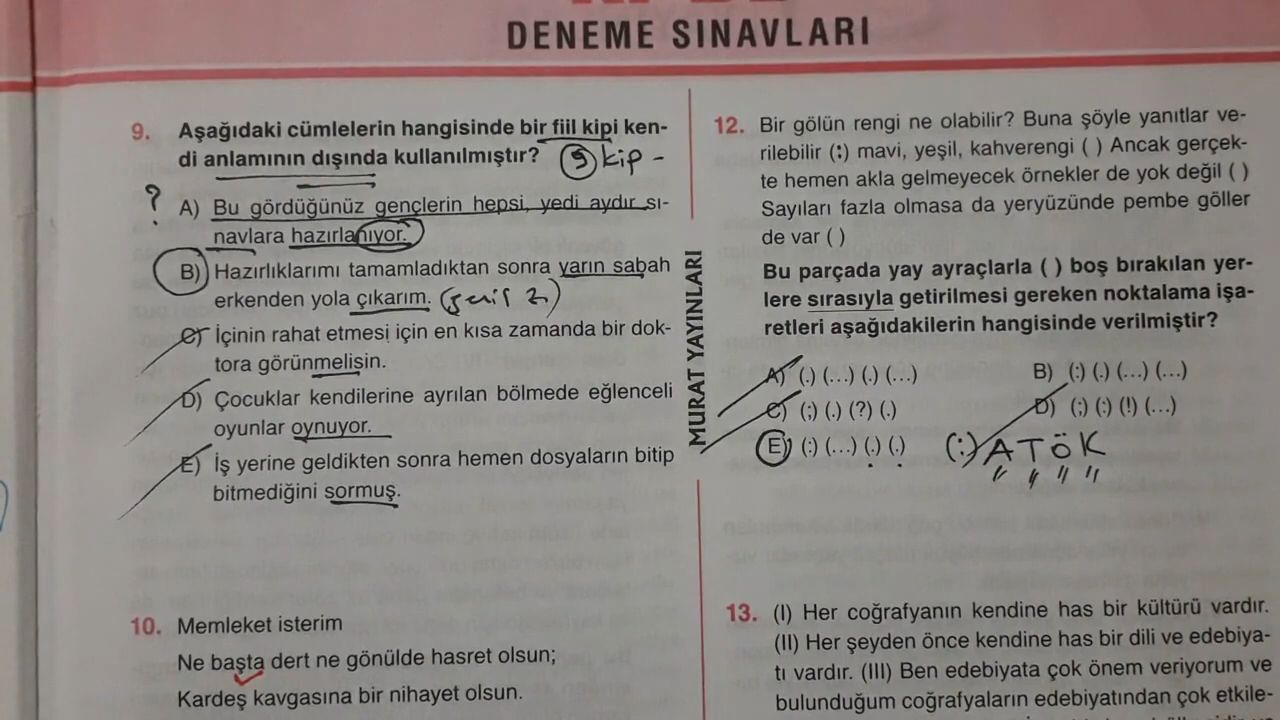 DENEME SINAVLARI
9. Aşağıdaki cümlelerin hangisinde bir fiil kipi ken-
di anlamının dışında kullanılmıştır? 9 kip -
? A) Bu gördüğünüz gençlerin hepsi, yedi aydır sı-
navlara hazırlanıyor.
B) Hazırlıklarımı tamamladıktan sonra yarın sabah
erkenden yola çıkarım.
C) İçinin rahat etmesi için en kısa zamanda bir dok-
tora görünmelisin.
D) Çocuklar kendilerine ayrılan bölmede eğlenceli
oyunlar oynuyor.
E) İş yerine geldikten sonra hemen dosyaların bitip
bitmediğini sormuş.
10. Memleket isterim
Ne başta dert ne gönülde hasret olsun;
Kardeş kavgasına bir nihayet olsun.
MURAT YAYINLARI
12. Bir gölün rengi ne olabilir? Buna şöyle yanıtlar ve-
rilebilir (:) mavi, yeşil, kahverengi ( ) Ancak gerçek-
te hemen akla gelmeyecek örnekler de yok değil ( )
Sayıları fazla olmasa da yeryüzünde pembe göller
de var ( )
Bu parçada yay ayraçlarla ( ) boş bırakılan yer-
lere sırasıyla getirilmesi gereken noktalama işa-
retleri aşağıdakilerin hangisinde verilmiştir?
A) (.) (...) (.) (...) B) (:) (.) (...) (...)
C) (;) (.) (?) (.) D) (;) (:) (!) (...)
E) (:) (...) (.) (.) (:) ATÖK
" " " "
13. (I) Her coğrafyanın kendine has bir kültürü vardır.
(II) Her şeyden önce kendine has bir dili ve edebiya-
tı vardır. (III) Ben edebiyata çok önem veriyorum ve
bulunduğum coğrafyaların edebiyatından çok etkile-